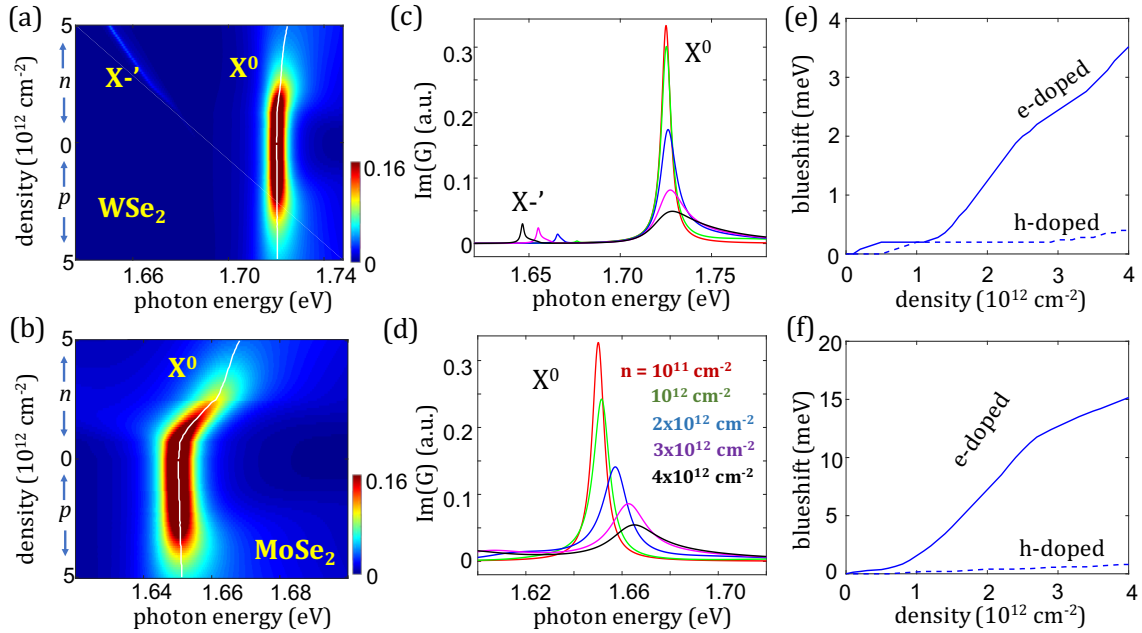 (a)
5
n
0
p
5
density (10¹² cm⁻²)
X-’
X⁰
WSe₂
0.16
0
1.66
1.70
1.74
photon energy (eV)
(c)
0.3
0.2
0.1
0
Im(G) (a.u.)
X⁰
X-’
1.65
1.70
1.75
photon energy (eV)
(e)
4
3
2
1
0
blueshift (meV)
e-doped
h-doped
0
1
2
3
4
density (10¹² cm⁻²)
(b)
5
n
0
p
5
density (10¹² cm⁻²)
X⁰
MoSe₂
0.16
0
1.64
1.66
1.68
photon energy (eV)
(d)
0.3
0.2
0.1
0
Im(G) (a.u.)
X⁰
n = 10¹¹ cm⁻²
10¹² cm⁻²
2x10¹² cm⁻²
3x10¹² cm⁻²
4x10¹² cm⁻²
1.62
1.66
1.70
photon energy (eV)
(f)
20
15
10
5
0
blueshift (meV)
e-doped
h-doped
0
1
2
3
4
density (10¹² cm⁻²)